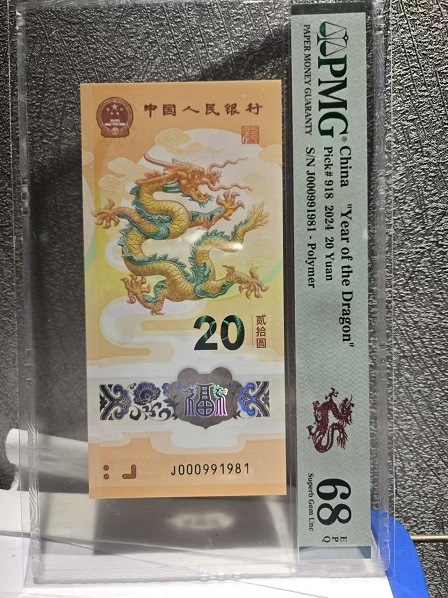 中国人民银行
20
贰拾圆
福
J000991981
PMG
PAPER MONEY GUARANTY
China "Year of the Dragon"
Pick# 918 2024 20 Yuan
S/N J000991981 - Polymer
68 EPQ
Superb Gem Unc